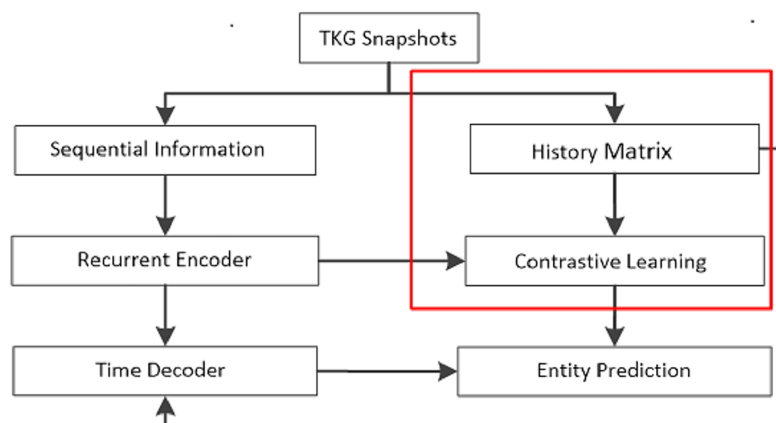 TKG Snapshots
Sequential Information
History Matrix
Recurrent Encoder
Contrastive Learning
Time Decoder
Entity Prediction